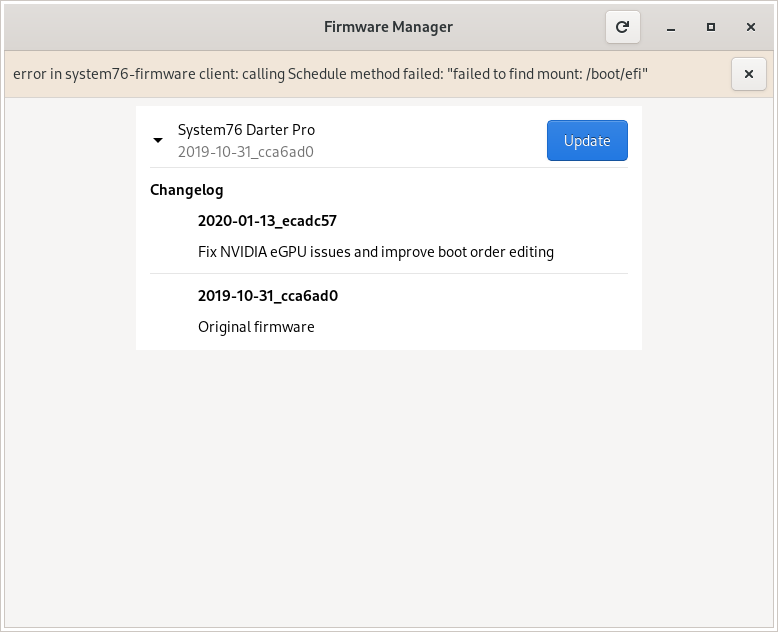 Firmware Manager
error in system76-firmware client: calling Schedule method failed: "failed to find mount: /boot/efi"
System76 Darter Pro
2019-10-31_cca6ad0
Update
Changelog
2020-01-13_ecadc57
Fix NVIDIA eGPU issues and improve boot order editing
2019-10-31_cca6ad0
Original firmware